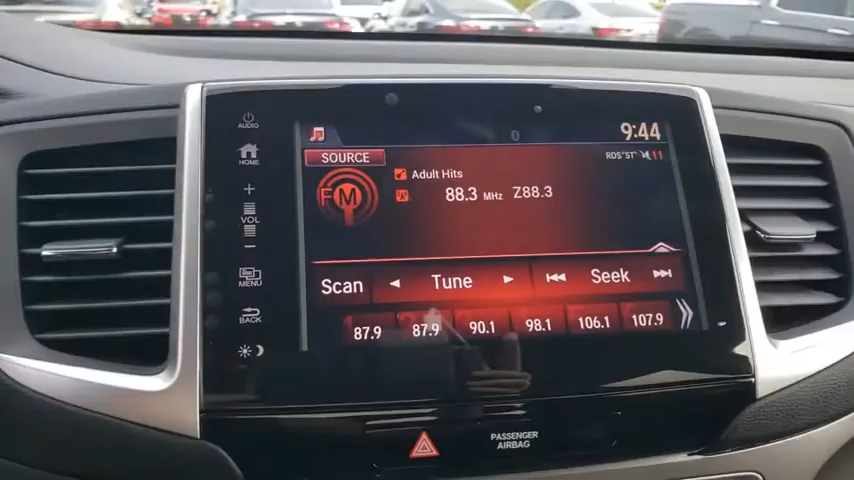 AUDIO
9:44
HOME
SOURCE
Adult Hits
RDS ST
FM
88.3 MHz Z88.3
+
VOL
-
MENU
Scan Tune Seek
BACK
87.9 87.9 90.1 98.1 106.1 107.9
PASSENGER
AIRBAG